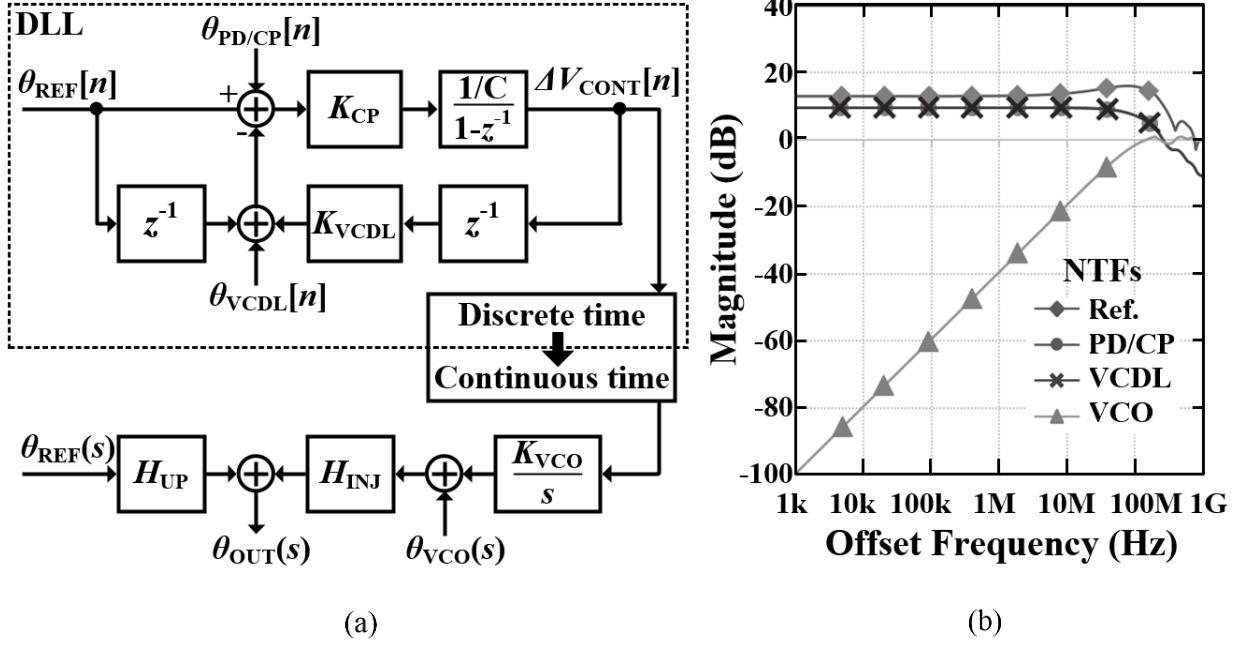 DLL
θPD/CP[n]
θREF[n]
+
-
KCP
1/C
1-z-1
ΔVCONT[n]
z-1
KVCDL
z-1
θVCDL[n]
Discrete time
Continuous time
θREF(s)
HUP
HINJ
KVCO
s
θOUT(s)
θVCO(s)
(a)
Magnitude (dB)
40
20
0
-20
-40
-60
-80
-100
NTFs
Ref.
PD/CP
VCDL
VCO
1k 10k 100k 1M 10M 100M 1G
Offset Frequency (Hz)
(b)